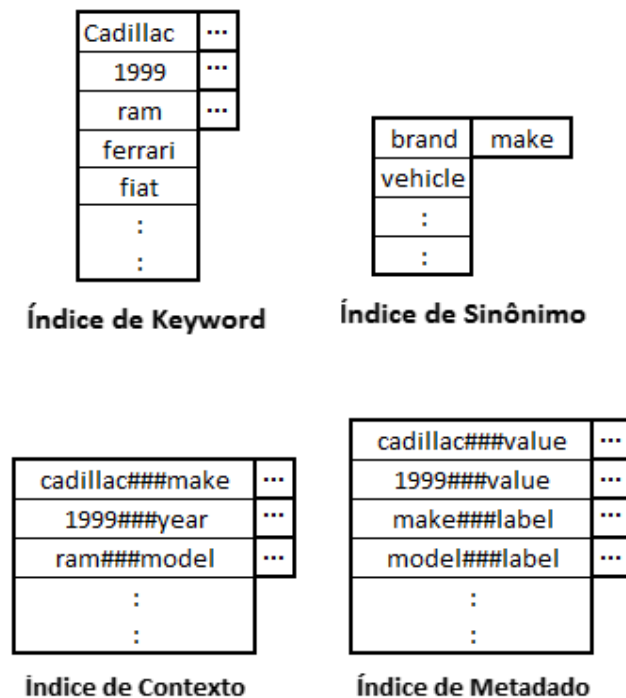 Cadillac ...
1999 ...
ram ...
ferrari
fiat
:
:
Índice de Keyword
brand make
vehicle
:
:
Índice de Sinônimo
cadillac###make ...
1999###year ...
ram###model ...
:
:
Índice de Contexto
cadillac###value ...
1999###value ...
make###label ...
model###label ...
:
:
Índice de Metadado